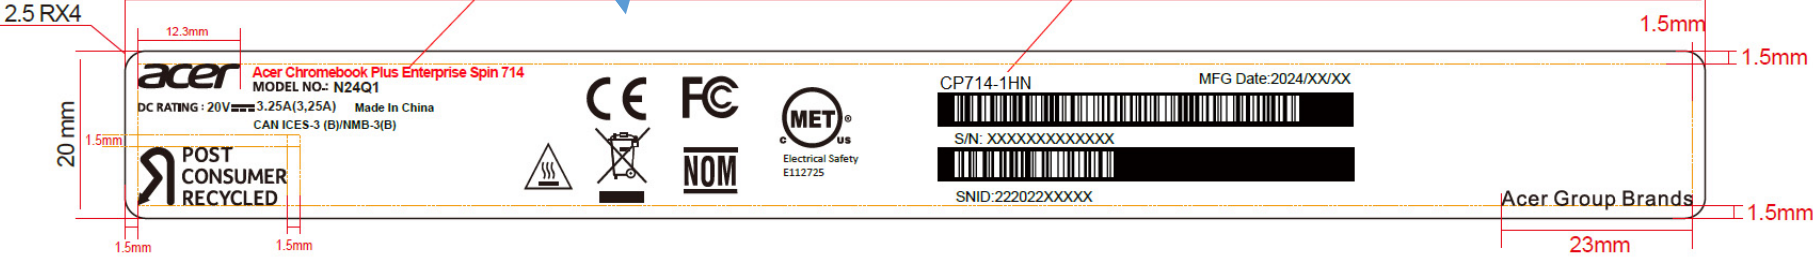 2.5 RX4
12.3mm
1.5mm
1.5mm
20 mm
1.5mm
acer
Acer Chromebook Plus Enterprise Spin 714
MODEL NO.: N24Q1
DC RATING : 20V 3.25A(3,25A) Made In China
CAN ICES-3 (B)/NMB-3(B)
POST
CONSUMER
RECYCLED
CE FC
MET
C US
Electrical Safety
E112725
NOM
CP714-1HN
MFG Date:2024/XX/XX
S/N: XXXXXXXXXXXXX
SNID:222022XXXXX
Acer Group Brands
1.5mm
1.5mm
1.5mm
23mm